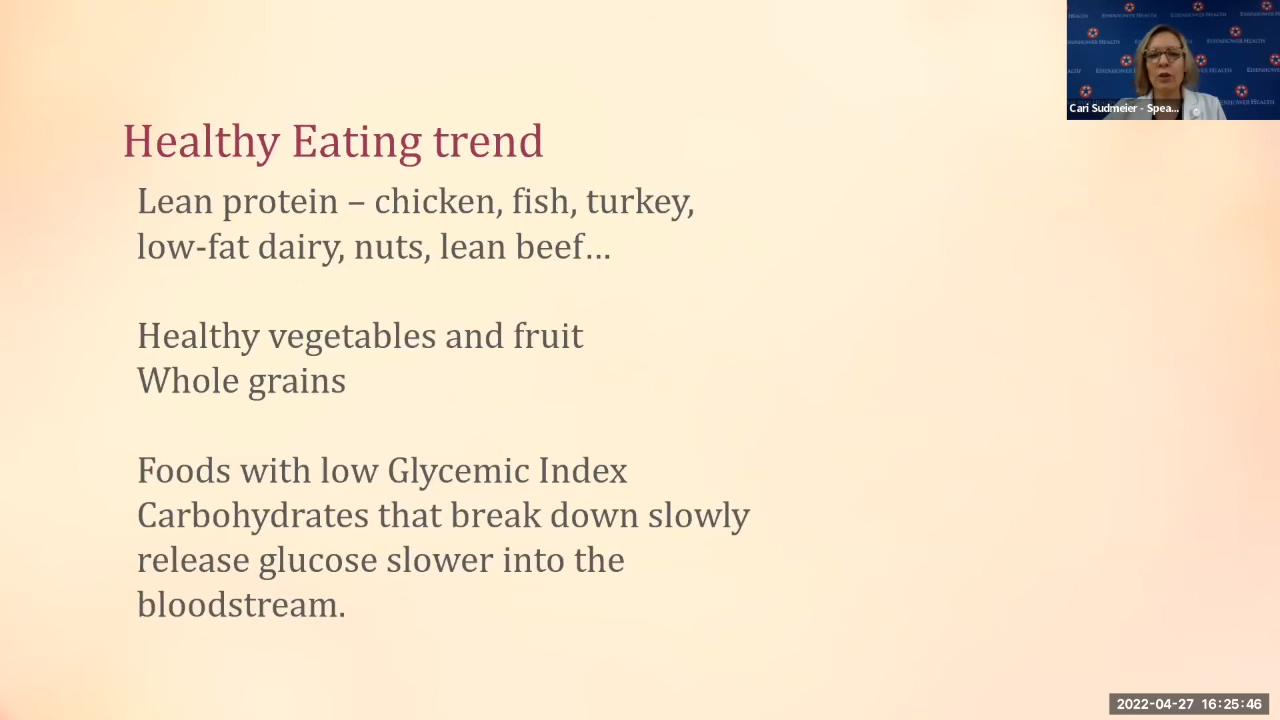 Healthy Eating trend
Lean protein – chicken, fish, turkey,
low-fat dairy, nuts, lean beef…
Healthy vegetables and fruit
Whole grains
Foods with low Glycemic Index
Carbohydrates that break down slowly
release glucose slower into the
bloodstream.
EISENHOWER HEALTH
Cari Sudmeier - Spea...
2022-04-27 16:25:46